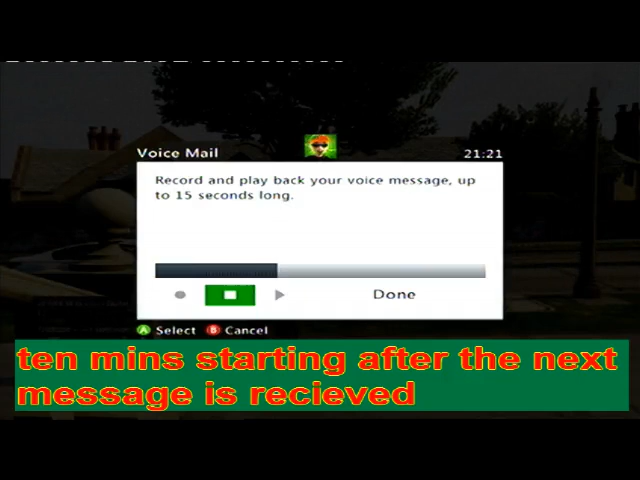 Voice Mail
21:21
Record and play back your voice message, up
to 15 seconds long.
Done
A Select B Cancel
ten mins starting after the next
message is recieved